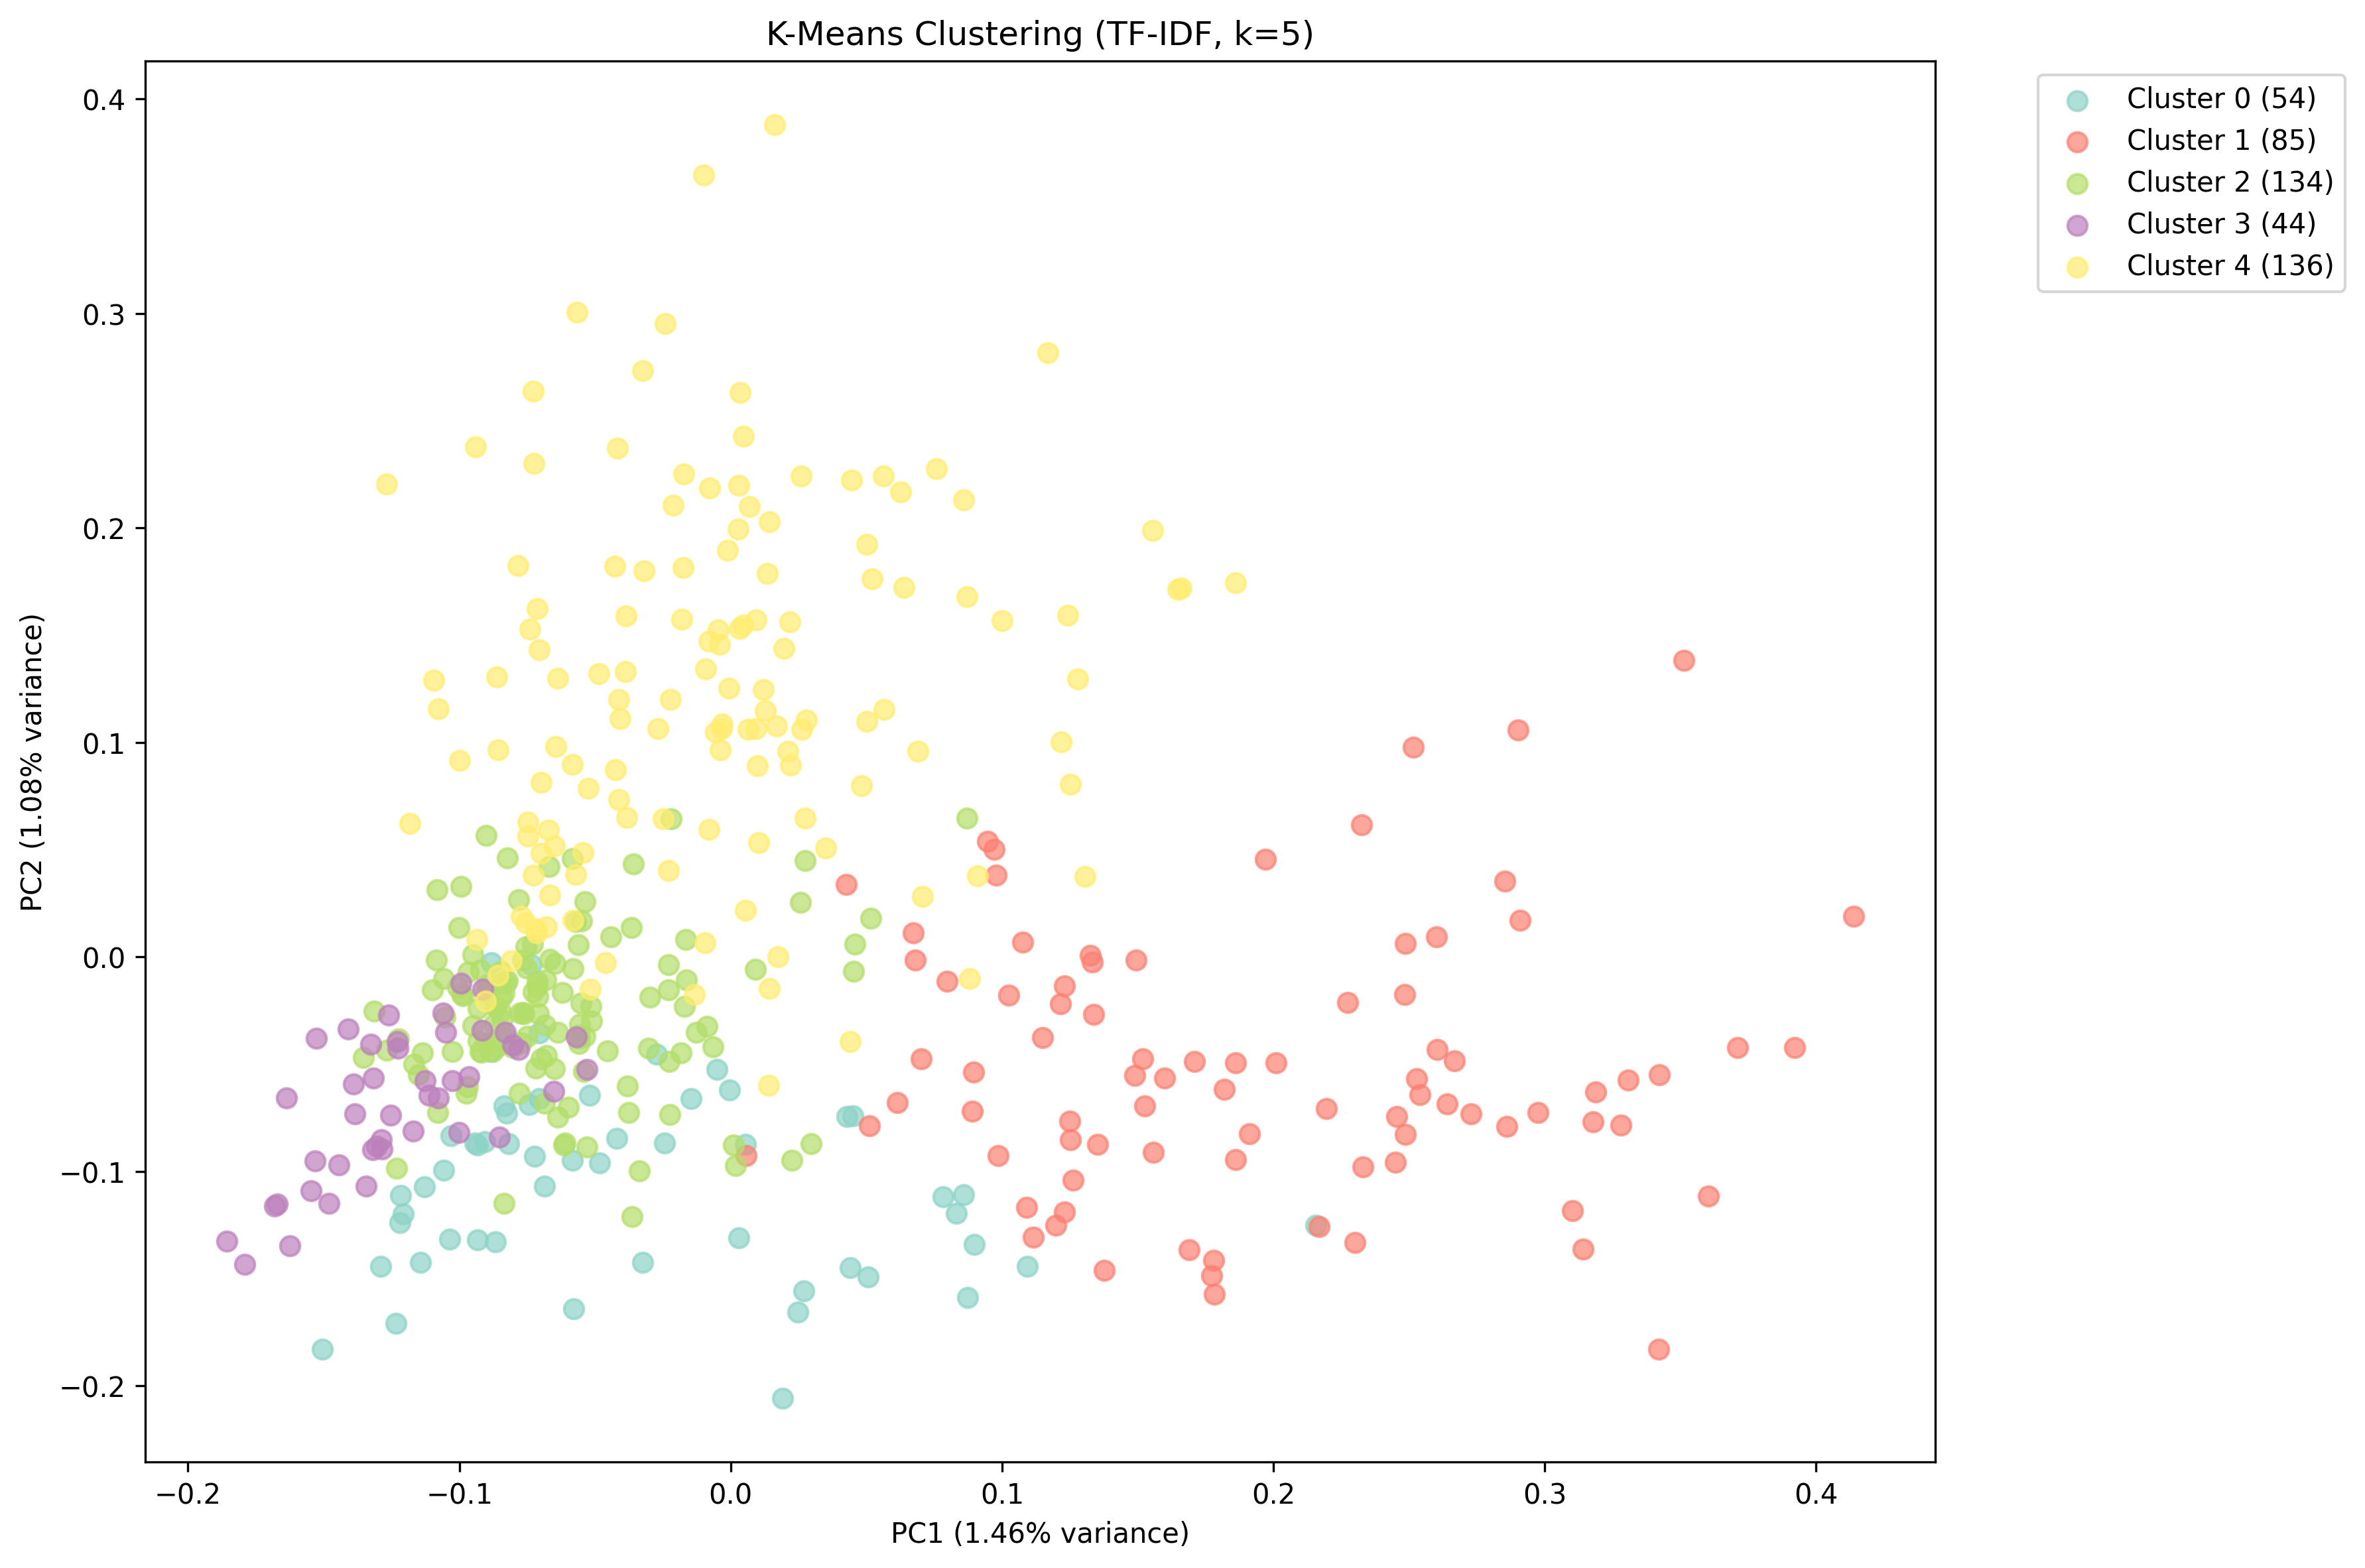 K-Means Clustering (TF-IDF, k=5)
Cluster 0 (54)
Cluster 1 (85)
Cluster 2 (134)
Cluster 3 (44)
Cluster 4 (136)
PC2 (1.08% variance)
0.4
0.3
0.2
0.1
0.0
−0.1
−0.2
−0.2 −0.1 0.0 0.1 0.2 0.3 0.4
PC1 (1.46% variance)